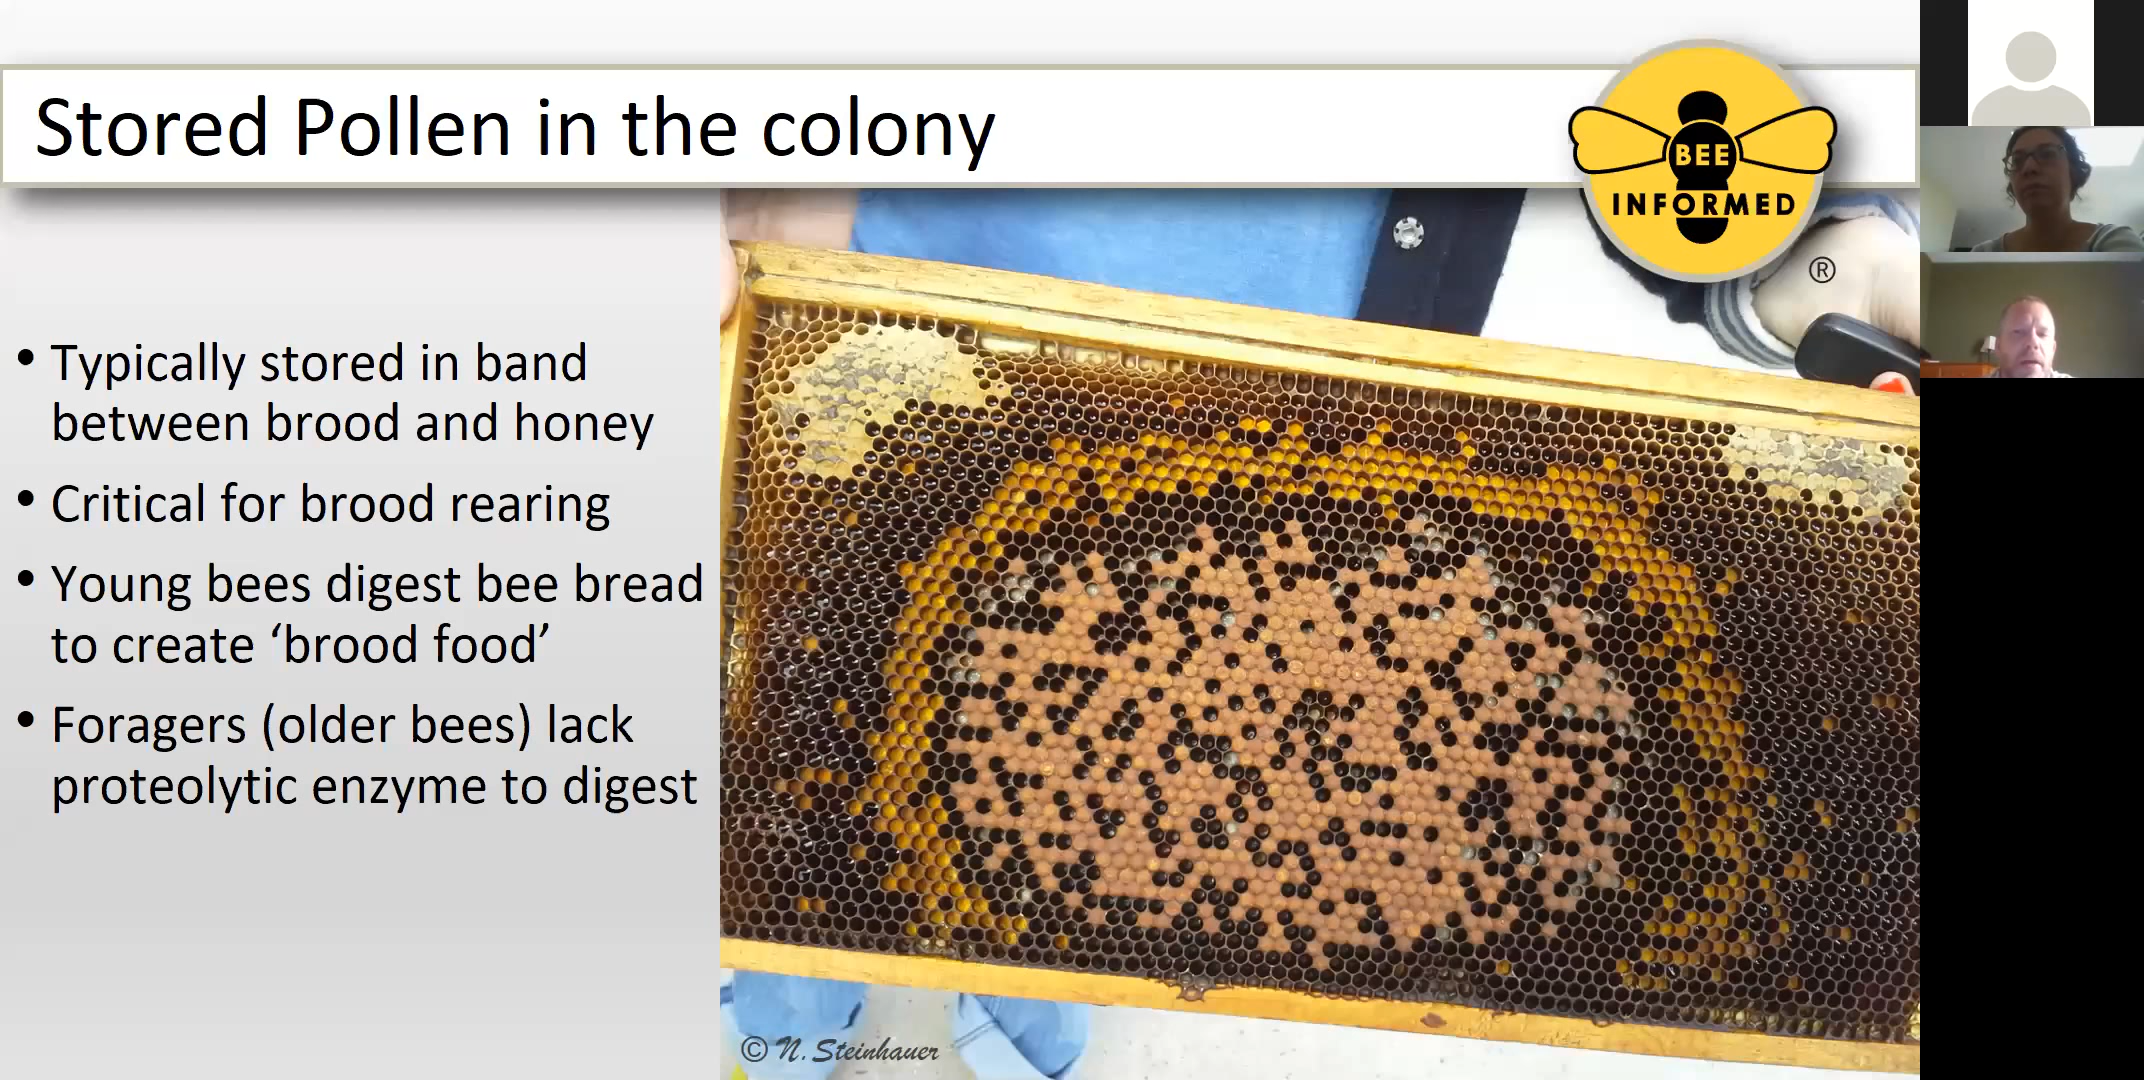 Stored Pollen in the colony
BEE
INFORMED
®
• Typically stored in band
between brood and honey
• Critical for brood rearing
• Young bees digest bee bread
to create ‘brood food’
• Foragers (older bees) lack
proteolytic enzyme to digest
© N. Steinhauer